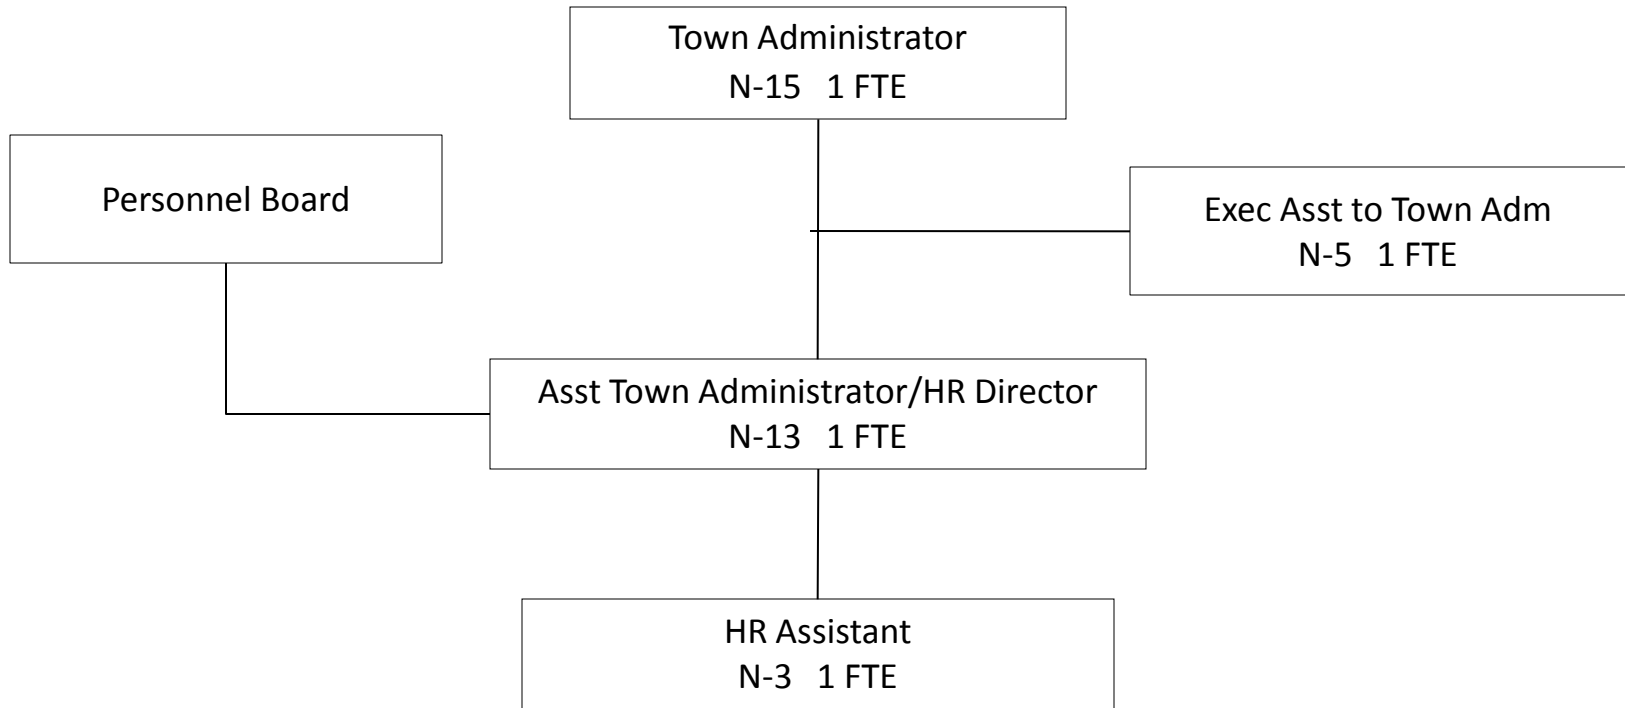 Town Administrator
N-15 1 FTE
Personnel Board
Exec Asst to Town Adm
N-5 1 FTE
Asst Town Administrator/HR Director
N-13 1 FTE
HR Assistant
N-3 1 FTE